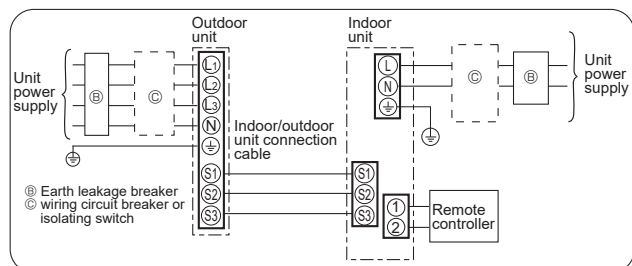 Outdoor
unit
Indoor
unit
Unit
power
supply
Ⓑ
Ⓒ
L1
L2
L3
N
⏚
S1
S2
S3
Indoor/outdoor
unit connection
cable
L
N
⏚
S1
S2
S3
1
2
Remote
controller
Ⓒ
Ⓑ
Unit
power
supply
Ⓑ Earth leakage breaker
Ⓒ wiring circuit breaker or
isolating switch